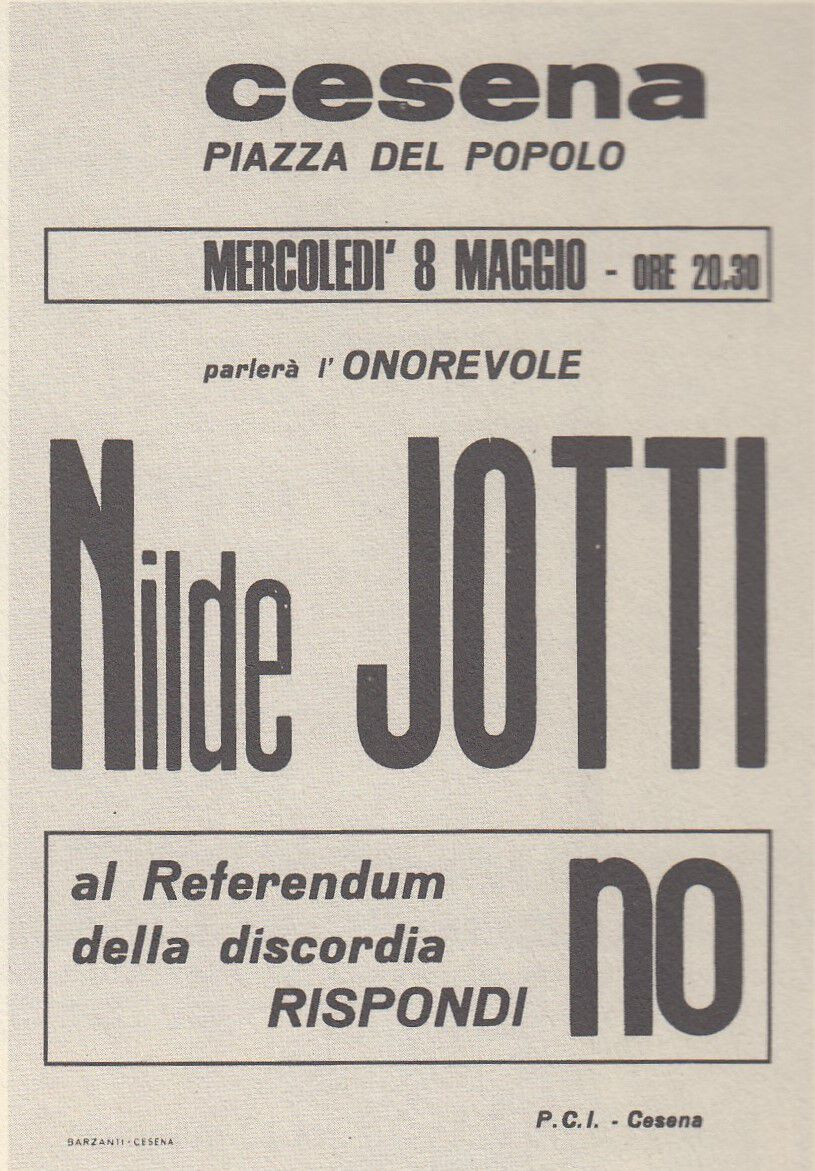 cesena
PIAZZA DEL POPOLO
MERCOLEDI' 8 MAGGIO - ORE 20.30
parlerà l' ONOREVOLE
Nilde JOTTI
al Referendum
della discordia
RISPONDI no
P.C.I. - Cesena
BARZANTI - CESENA